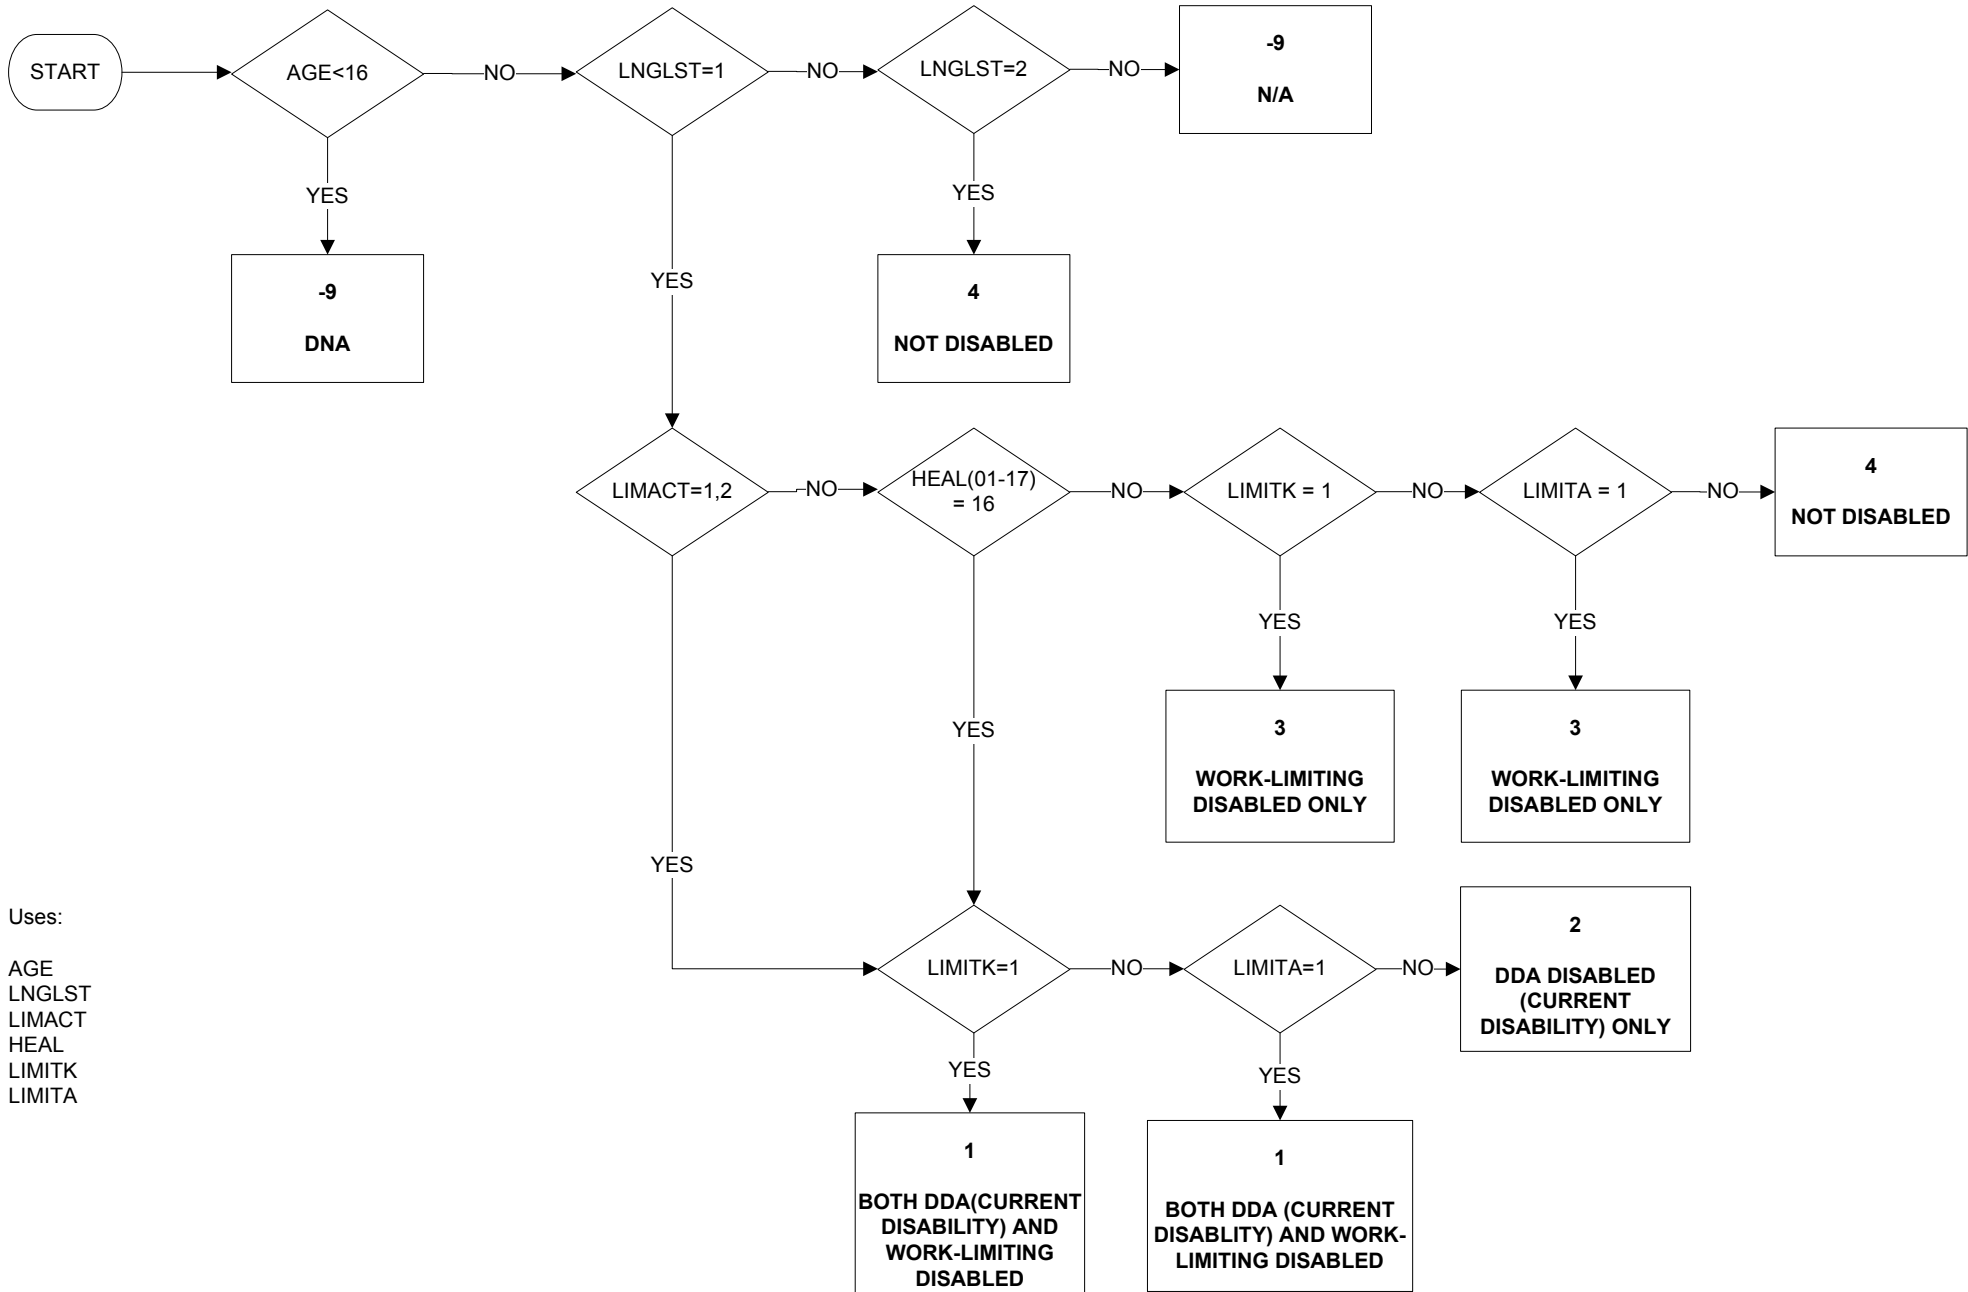 START
AGE<16
NO
LNGLST=1
NO
LNGLST=2
NO
-9
N/A
YES
YES
YES
-9
DNA
4
NOT DISABLED
LIMACT=1,2
NO
HEAL(01-17)
= 16
NO
LIMITK = 1
NO
LIMITA = 1
NO
4
NOT DISABLED
YES
YES
YES
YES
3
WORK-LIMITING
DISABLED ONLY
3
WORK-LIMITING
DISABLED ONLY
LIMITK=1
NO
LIMITA=1
NO
2
DDA DISABLED
(CURRENT
DISABILITY) ONLY
YES
YES
1
BOTH DDA(CURRENT
DISABILITY) AND
WORK-LIMITING
DISABLED
1
BOTH DDA (CURRENT
DISABLITY) AND WORK-
LIMITING DISABLED
Uses:
AGE
LNGLST
LIMACT
HEAL
LIMITK
LIMITA